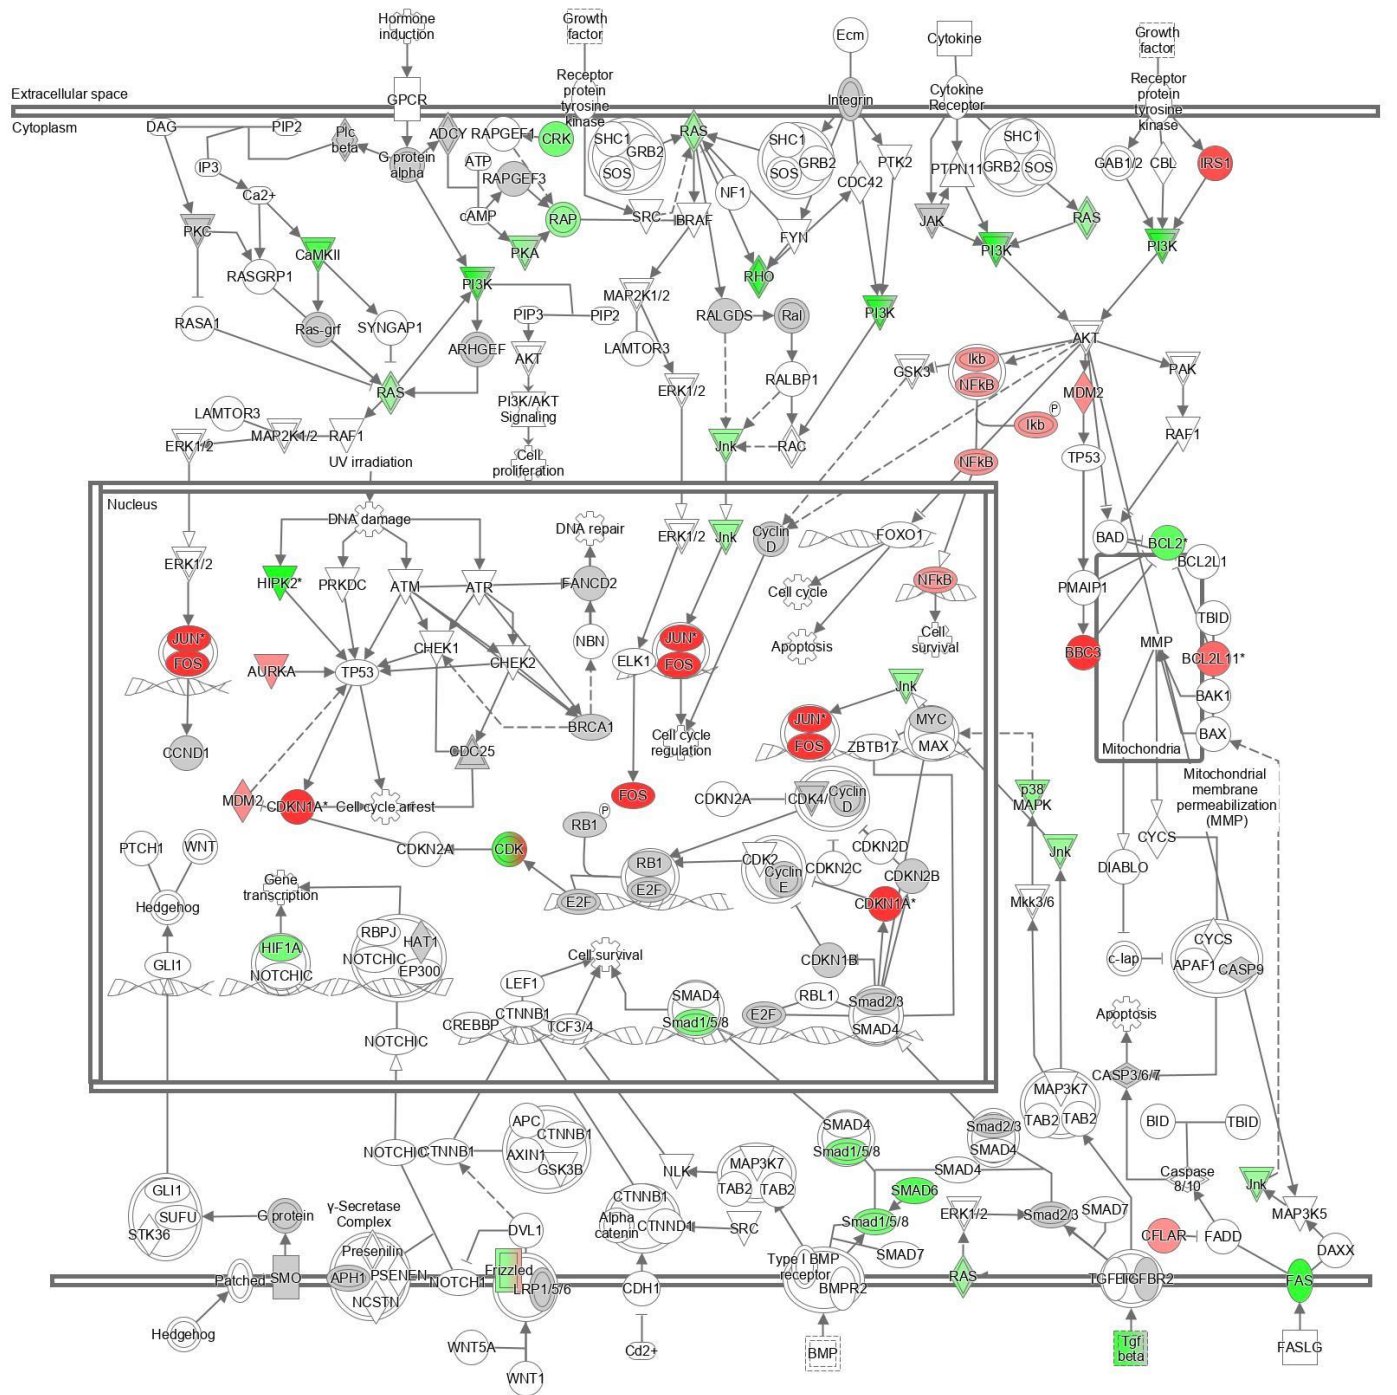 Hormone
induction
Growth
factor
Ecm
Cytokine
Growth
factor
Extracellular space
GPCR
Receptor
protein
tyrosine
kinase
Integrin
Cytokine
Receptor
Receptor
protein
tyrosine
kinase
Cytoplasm
DAG
PIP2
Plc
beta
ADCY
RAPGEF1
CRK
SHC1
GRB2
SOS
RAS
SHC1
GRB2
SOS
PTK2
SHC1
GRB2
SOS
GAB1/2
CBL
IRS1
IP3
G protein
alpha
ATP
RAPGEF3
NF1
CDC42
PTPN11
Ca2+
cAMP
RAP
SRC
BRAF
FYN
JAK
RAS
PKC
CaMKII
PKA
PI3K
PI3K
RASGRP1
PI3K
RHO
MAP2K1/2
PI3K
RASA1
Ras-grf
SYNGAP1
PIP3
PIP2
RALGDS
Ral
ARHGEF
AKT
LAMTOR3
AKT
Ikb
NFkB
GSK3
PAK
RAS
ERK1/2
RALBP1
MDM2
PI3K/AKT
Signaling
LAMTOR3
P
Ikb
ERK1/2
MAP2K1/2
RAF1
Jnk
RAC
RAF1
UV irradiation
Cell
proliferation
NFkB
TP53
Nucleus
DNA damage
DNA repair
ERK1/2
Jnk
Cyclin
D
FOXO1
BAD
BCL2*
ERK1/2
BCL2L1
HIPK2*
PRKDC
ATM
ATR
FANCD2
Cell cycle
NFkB
PMAIP1
TBID
JUN*
FOS
CHEK1
NBN
JUN*
FOS
Apoptosis
Cell
survival
MMP
BBC3
BCL2L11*
AURKA
TP53
CHEK2
ELK1
Jnk
BAK1
BRCA1
JUN*
FOS
MYC
MAX
BAX
CCND1
CDC25
Cell cycle
regulation
ZBTB17
Mitochondria
Mitochondrial
membrane
permeabilization
(MMP)
MDM2
CDKN1A*
Cell cycle arrest
FOS
CDKN2A
CDK4/
Cyclin
D
p38
MAPK
P
RB1
CYCS
PTCH1
WNT
CDKN2A
CDK
RB1
E2F
CDK2
Cyclin
E
CDKN2C
CDKN2D
CDKN2B
Jnk
DIABLO
Gene
transcription
E2F
CDKN1A*
Mkk3/6
Hedgehog
RBPJ
HAT1
NOTCHIC
EP300
HIF1A
NOTCHIC
CYCS
APAF1
CASP9
GLI1
Cell survival
CDKN1B
c-Iap
LEF1
CTNNB1
SMAD4
Smad1/5/8
RBL1
Smad2/3
SMAD4
E2F
CREBBP
TCF3/4
Apoptosis
NOTCHIC
CASP3/6/7
MAP3K7
TAB2
TAB2
BID
TBID
APC
CTNNB1
AXIN1
GSK3B
SMAD4
Smad1/5/8
Smad2/3
SMAD4
NOTCHIC
CTNNB1
NLK
MAP3K7
TAB2
TAB2
SMAD4
Caspase
8/10
Jnk
GLI1
SUFU
STK36
G protein
γ-Secretase
Complex
CTNNB1
Alpha
catenin
CTNND1
SRC
SMAD6
Smad1/5/8
ERK1/2
Smad2/3
SMAD7
MAP3K5
DVL1
SMAD7
CFLAR
FADD
DAXX
Presenilin
APH1
PSENEN
NCSTN
Patched
SMO
NOTCH1
Frizzled
LRP1/5/6
CDH1
Type I BMP
receptor
BMPR2
RAS
FAS
Hedgehog
WNT5A
WNT1
Cd2+
BMP
Tgf
beta
FASLG